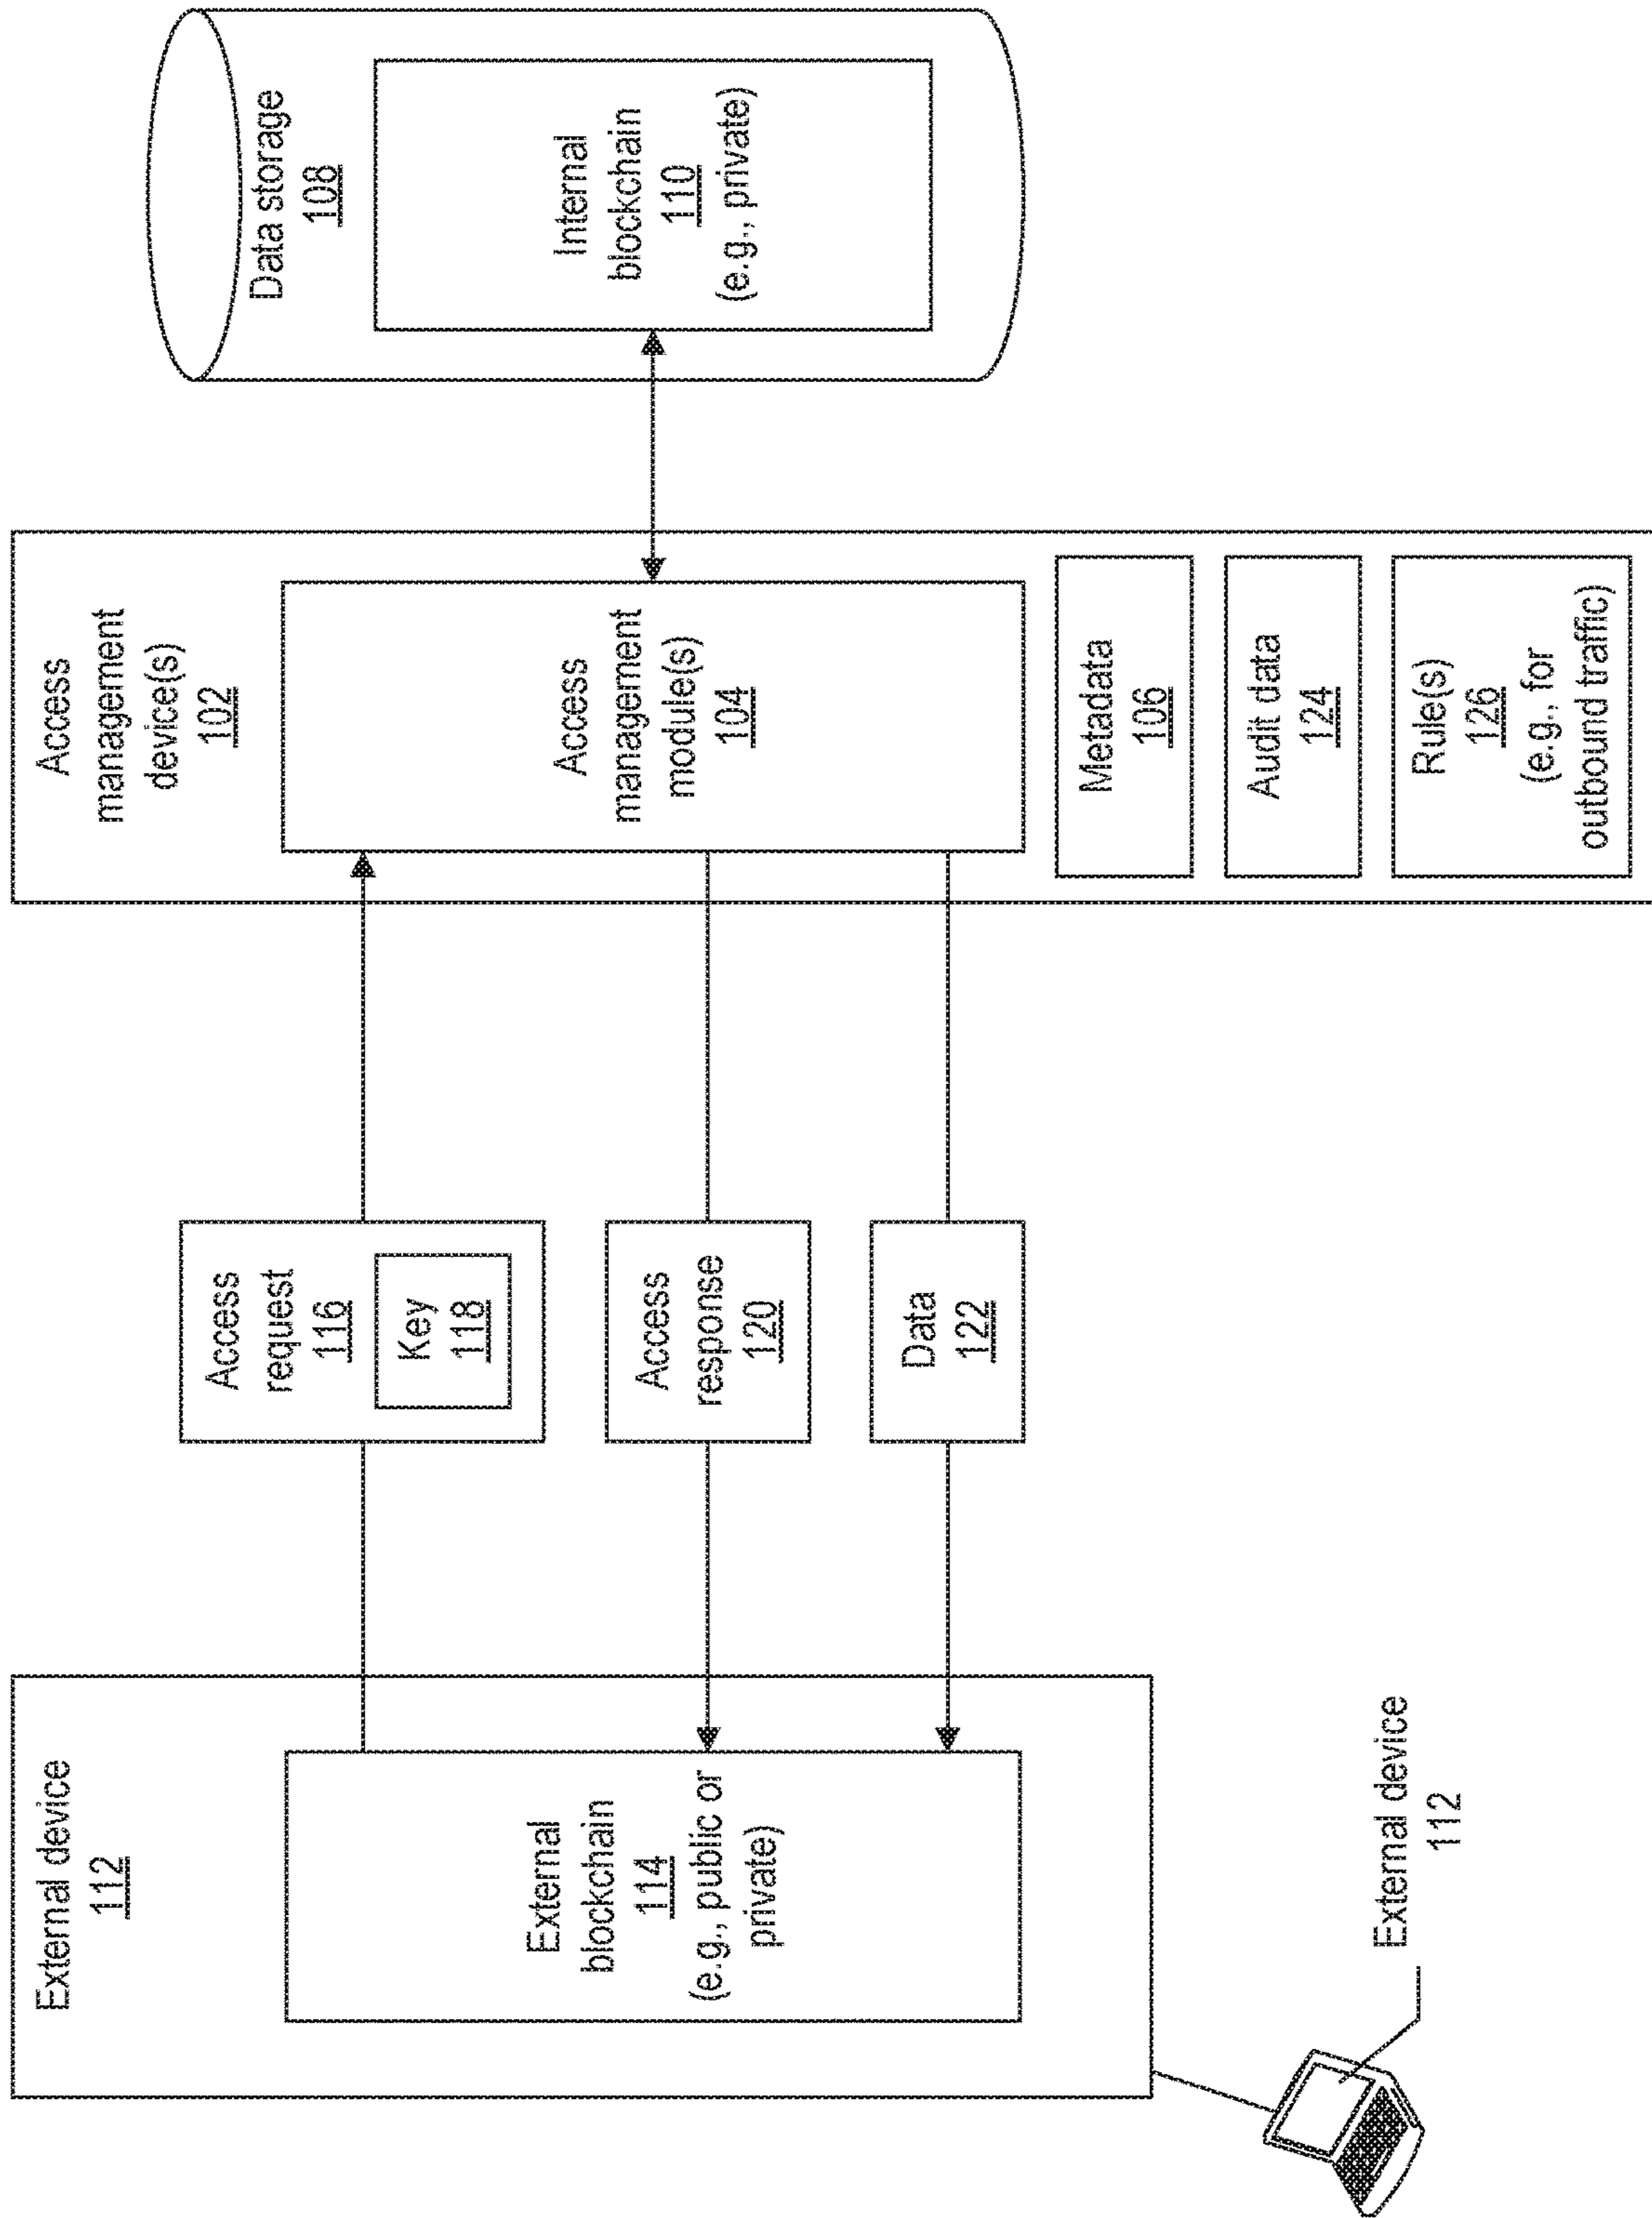 External device
112
External
blockchain
114
(e.g., public or
private)
External device
112
Access
request
116
Key
118
Access
response
120
Data
122
Access
management
device(s)
102
Access
management
module(s)
104
Metadata
106
Audit data
124
Rule(s)
126
(e.g., for
outbound traffic)
Data storage
108
Internal
blockchain
110
(e.g., private)